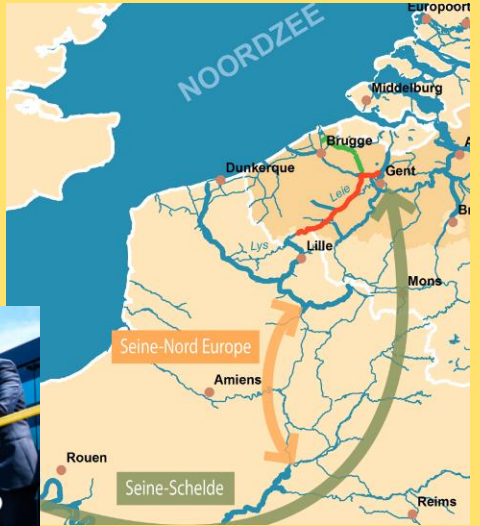 Europoort
NOORDZEE
Middelburg
Brugge
Dunkerque
Gent
Leie
Lys
Lille
Mons
Seine-Nord Europe
Amiens
Rouen
Seine-Schelde
Reims